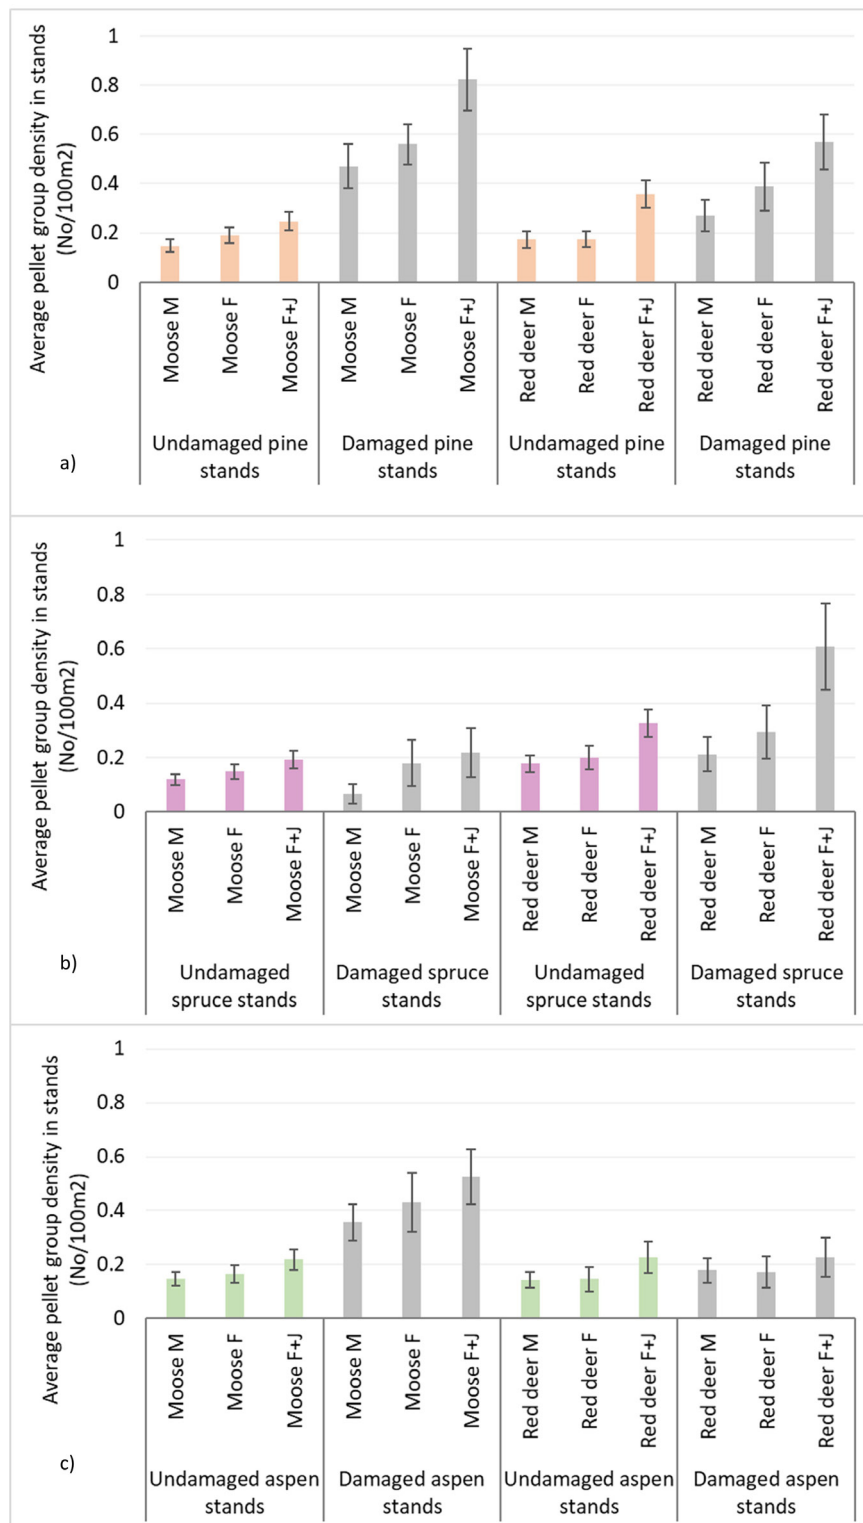 Average pellet group density in stands
(No/100m2)
1
0.8
0.6
0.4
0.2
0
Moose M
Moose F
Moose F+J
Moose M
Moose F
Moose F+J
Red deer M
Red deer F
Red deer F+J
Red deer M
Red deer F
Red deer F+J
Undamaged pine
stands
Damaged pine
stands
Undamaged pine
stands
Damaged pine
stands
a)
Average pellet group density in stands
(No/100m2)
1
0.8
0.6
0.4
0.2
0
Moose M
Moose F
Moose F+J
Moose M
Moose F
Moose F+J
Red deer M
Red deer F
Red deer F+J
Red deer M
Red deer F
Red deer F+J
Undamaged
spruce stands
Damaged spruce
stands
Undamaged
spruce stands
Damaged spruce
stands
b)
Average pellet group density in stands
(No/100m2)
1
0.8
0.6
0.4
0.2
0
Moose M
Moose F
Moose F+J
Moose M
Moose F
Moose F+J
Red deer M
Red deer F
Red deer F+J
Red deer M
Red deer F
Red deer F+J
Undamaged aspen
stands
Damaged aspen
stands
Undamaged aspen
stands
Damaged aspen
stands
c)